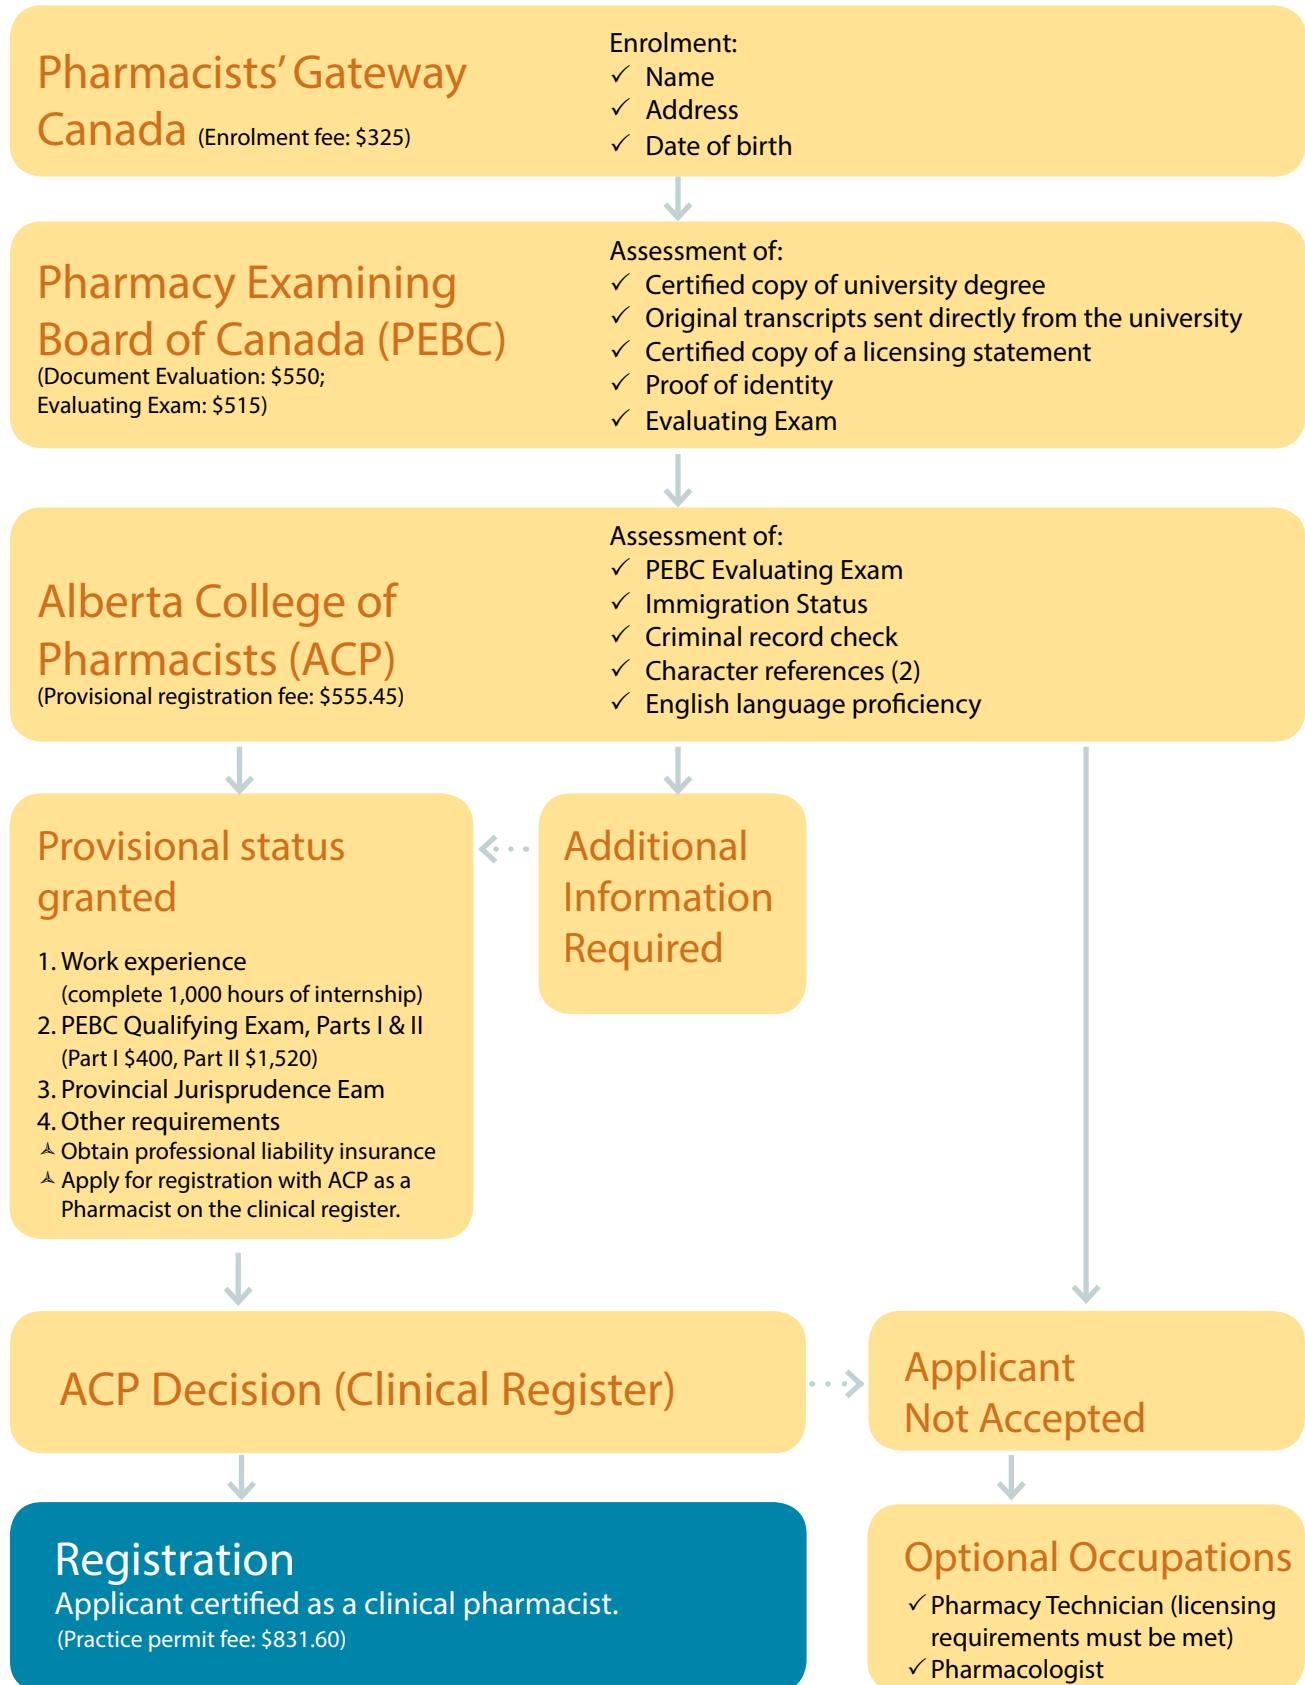 Pharmacists’ Gateway
Canada (Enrolment fee: $325)
Enrolment:
✓ Name
✓ Address
✓ Date of birth
Pharmacy Examining
Board of Canada (PEBC)
(Document Evaluation: $550;
Evaluating Exam: $515)
Assessment of:
✓ Certified copy of university degree
✓ Original transcripts sent directly from the university
✓ Certified copy of a licensing statement
✓ Proof of identity
✓ Evaluating Exam
Alberta College of
Pharmacists (ACP)
(Provisional registration fee: $555.45)
Assessment of:
✓ PEBC Evaluating Exam
✓ Immigration Status
✓ Criminal record check
✓ Character references (2)
✓ English language proficiency
Provisional status
granted
1. Work experience
(complete 1,000 hours of internship)
2. PEBC Qualifying Exam, Parts I & II
(Part I $400, Part II $1,520)
3. Provincial Jurisprudence Eam
4. Other requirements
Obtain professional liability insurance
Apply for registration with ACP as a
Pharmacist on the clinical register.
Additional
Information
Required
ACP Decision (Clinical Register)
Applicant
Not Accepted
Registration
Applicant certified as a clinical pharmacist.
(Practice permit fee: $831.60)
Optional Occupations
✓ Pharmacy Technician (licensing
requirements must be met)
✓ Pharmacologist